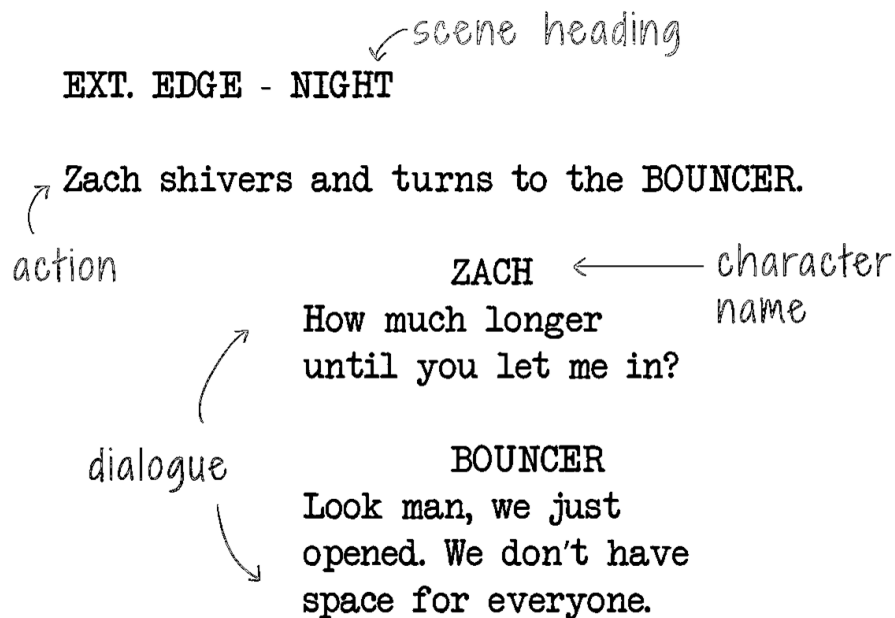 scene heading
EXT. EDGE - NIGHT
Zach shivers and turns to the BOUNCER.
action
ZACH
character
name
How much longer
until you let me in?
dialogue
BOUNCER
Look man, we just
opened. We don't have
space for everyone.